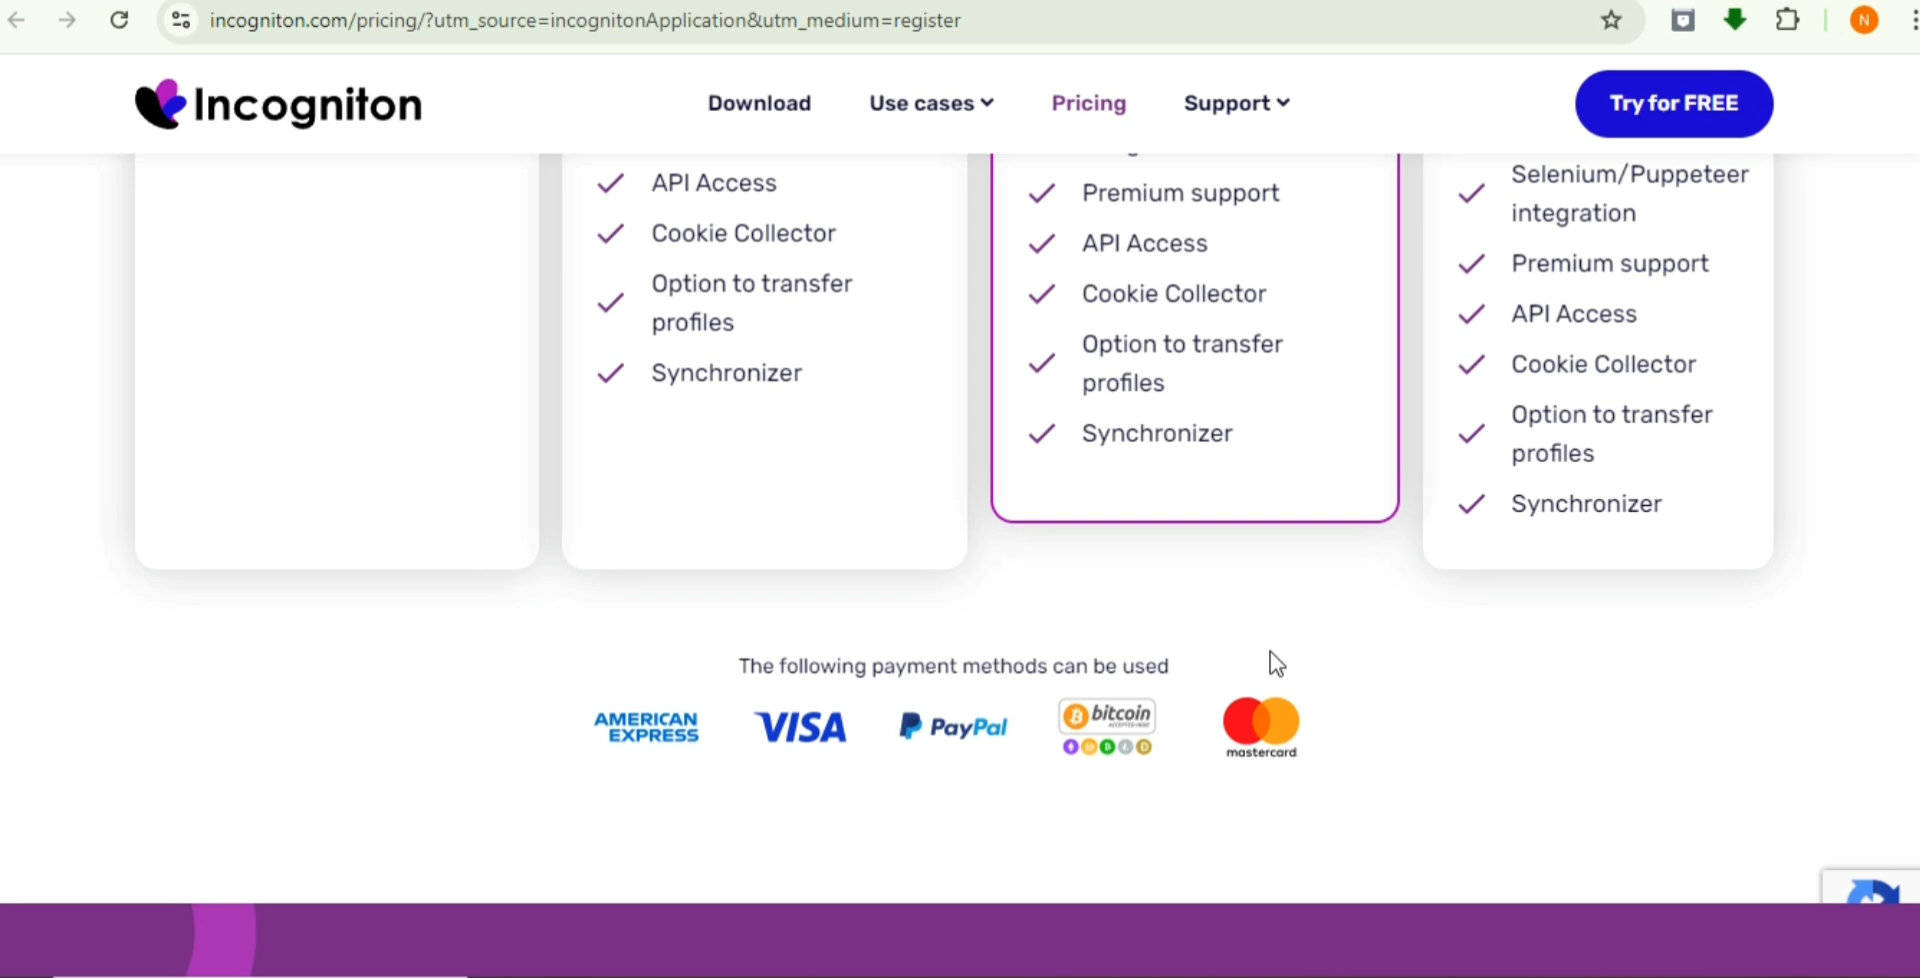 incogniton.com/pricing/?utm_source=incognitonApplication&utm_medium=register
N
Incogniton
Download
Use cases
Pricing
Support
Try for FREE
API Access
Cookie Collector
Option to transfer
profiles
Synchronizer
Premium support
API Access
Cookie Collector
Option to transfer
profiles
Synchronizer
Selenium/Puppeteer
integration
Premium support
API Access
Cookie Collector
Option to transfer
profiles
Synchronizer
The following payment methods can be used
AMERICAN
EXPRESS
VISA
PayPal
bitcoin
ACCEPTED HERE
mastercard